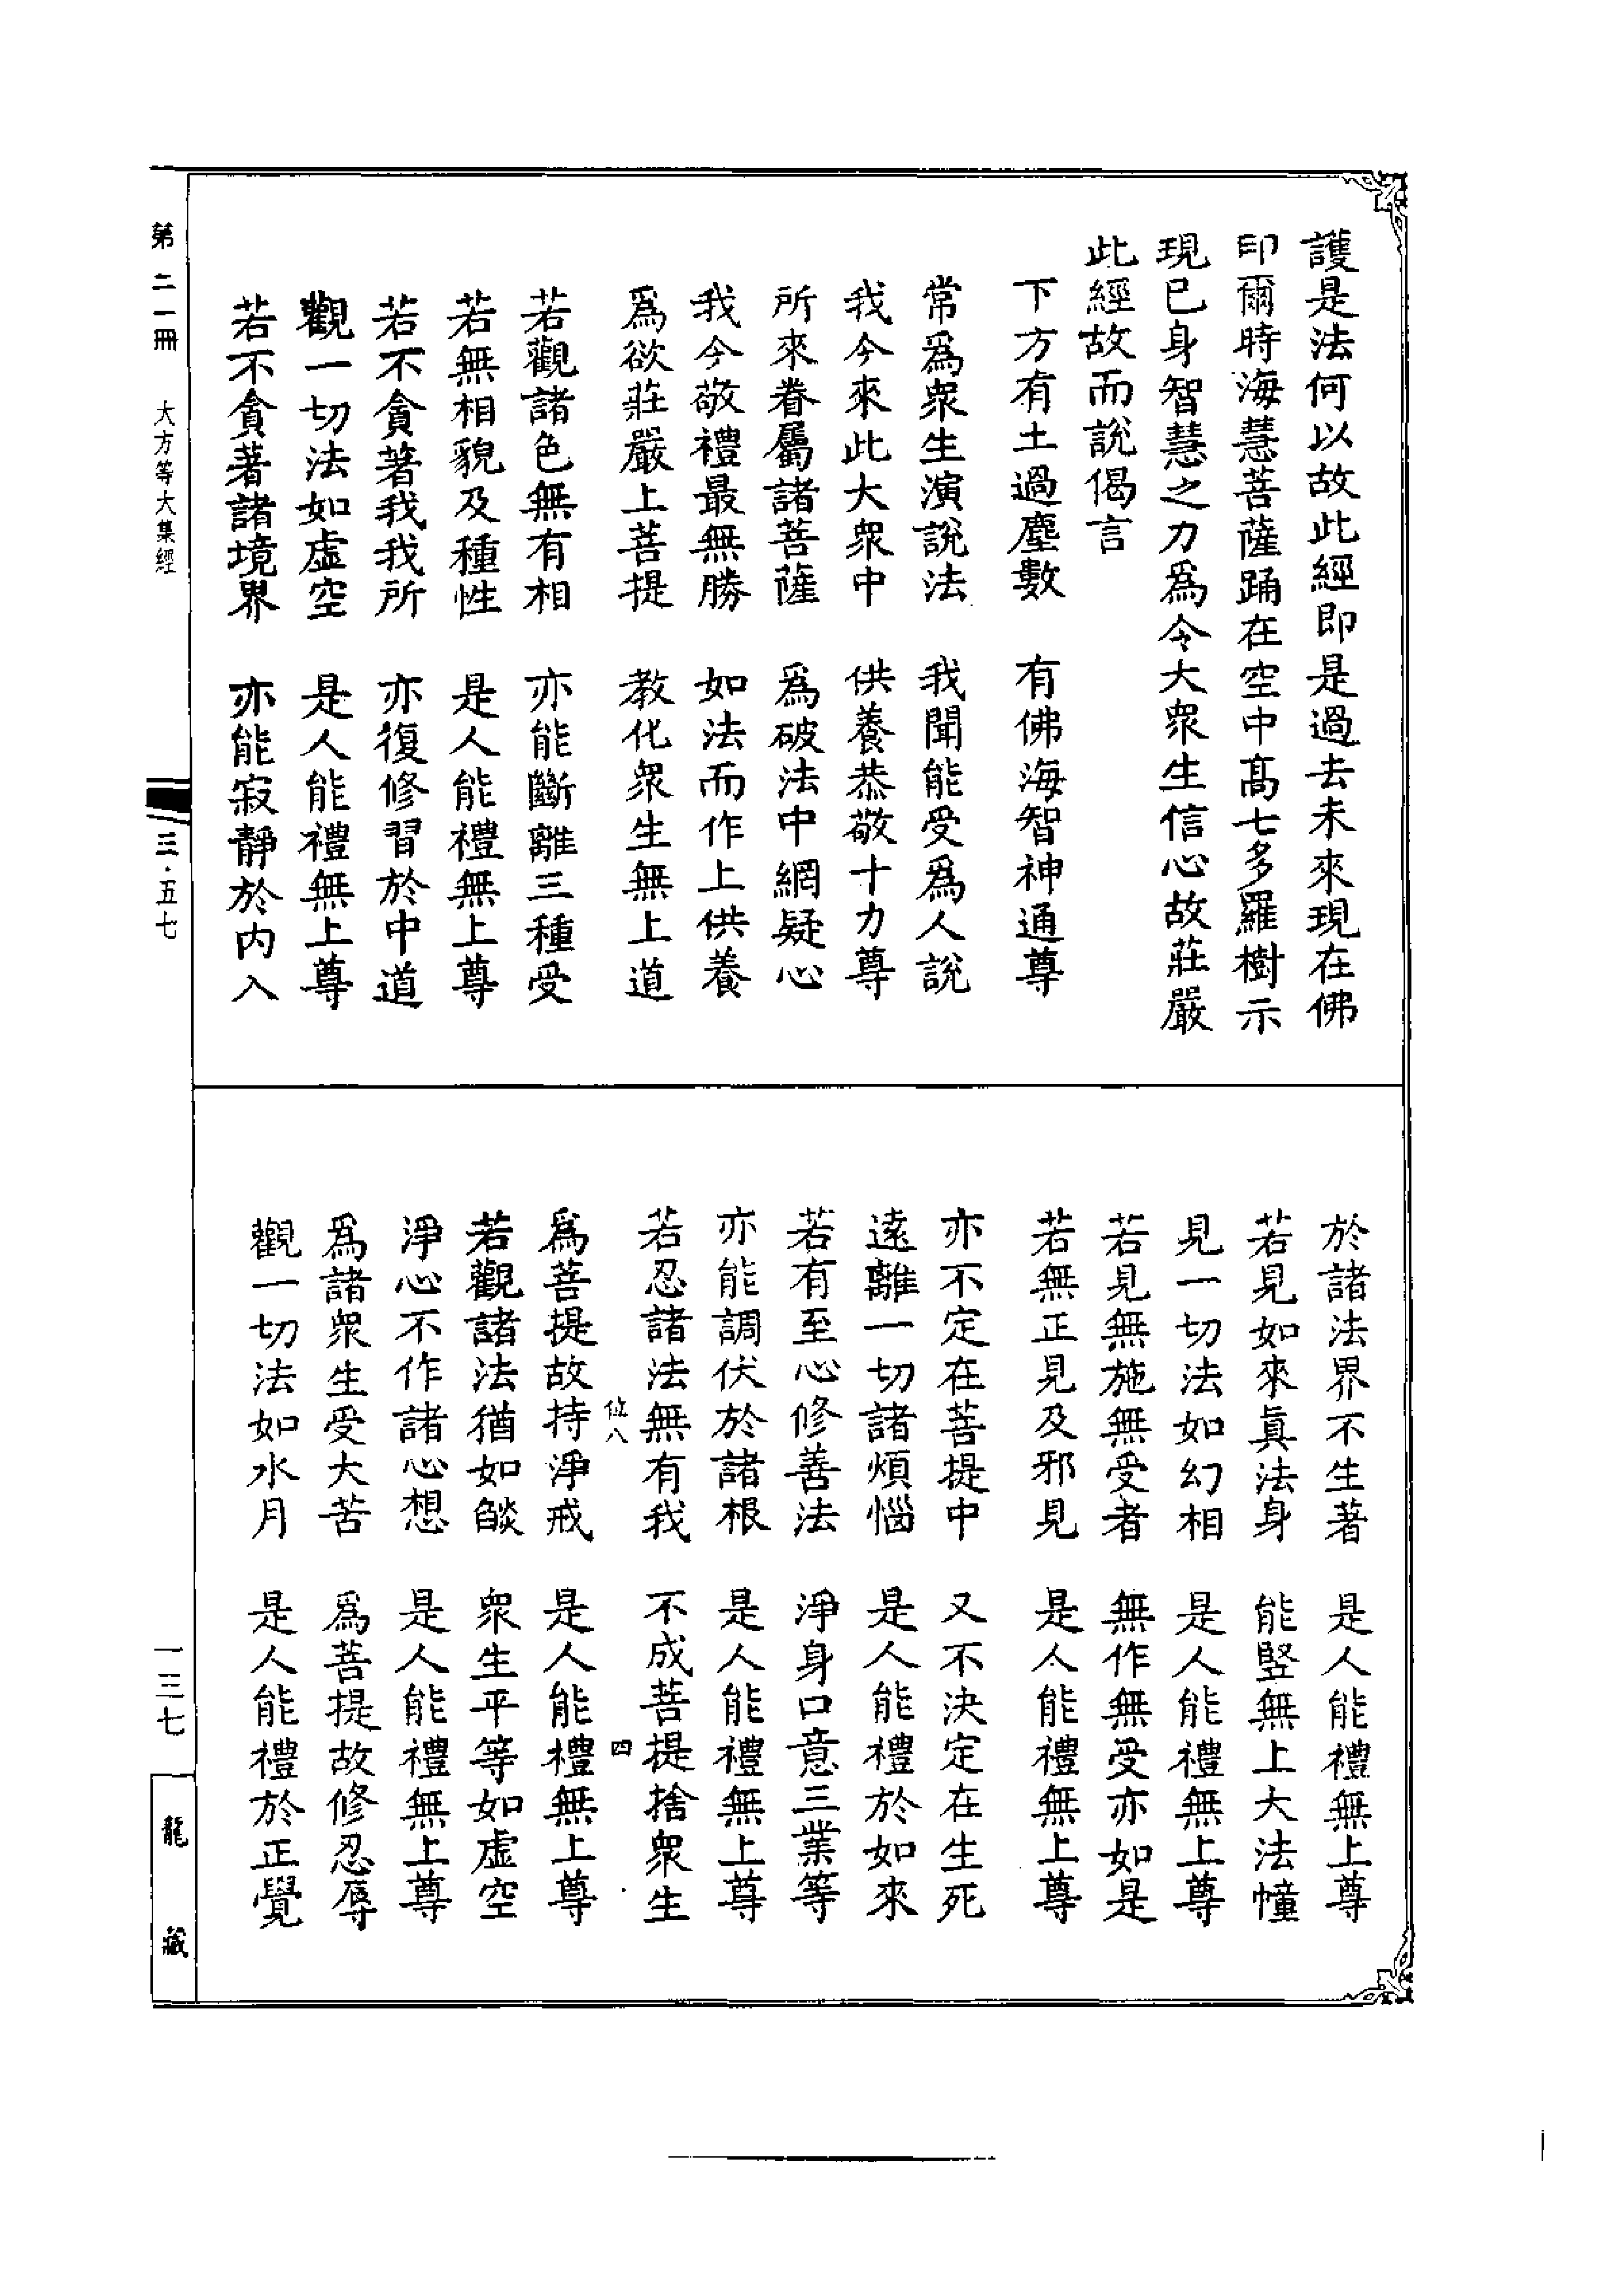 護是法何以故此經即是過去未來現在佛
印爾時海慧菩薩踊在空中髙七多羅樹示
現已身智慧之力爲令大衆生信心故莊嚴
此經故而說偈言
下方有土過塵數　有佛海智神通尊
常爲衆生演說法　我聞能受爲人說
我今來此大衆中　供養恭敬十力尊
所來眷屬諸菩薩　爲破法中網疑心
我今敬禮最無勝　如法而作上供養
爲欲莊嚴上菩提　教化衆生無上道
若觀諸色無有相　亦能斷離三種受
若無相貌及種性　是人能禮無上尊
若不貪著我我所　亦復修習於中道
觀一切法如虛空　是人能禮無上尊
若不貪著諸境界　亦能寂靜於內入
於諸法界不生著　是人能禮無上尊
若見如來眞法身　能竪無上大法幢
見一切法如幻相　是人能禮無上尊
若見無施無受者　無作無受亦如是
若無正見及邪見　是人能禮無上尊
亦不定在菩提中　又不決定在生死
遠離一切諸煩惱　是人能禮於如來
若有至心修善法　淨身口意三業等
亦能調伏於諸根　是人能禮無上尊
若忍諸法無有我　不成菩提捨衆生
八　四
爲菩提故持淨戒　是人能禮無上尊
若觀諸法猶如𦦨　衆生平等如虛空
淨心不作諸心想　是人能禮無上尊
爲諸衆生受大苦　爲菩提故修忍辱
觀一切法如水月　是人能禮於正覺
第二一冊　大方等大集經　三·五七　一三七
龍藏